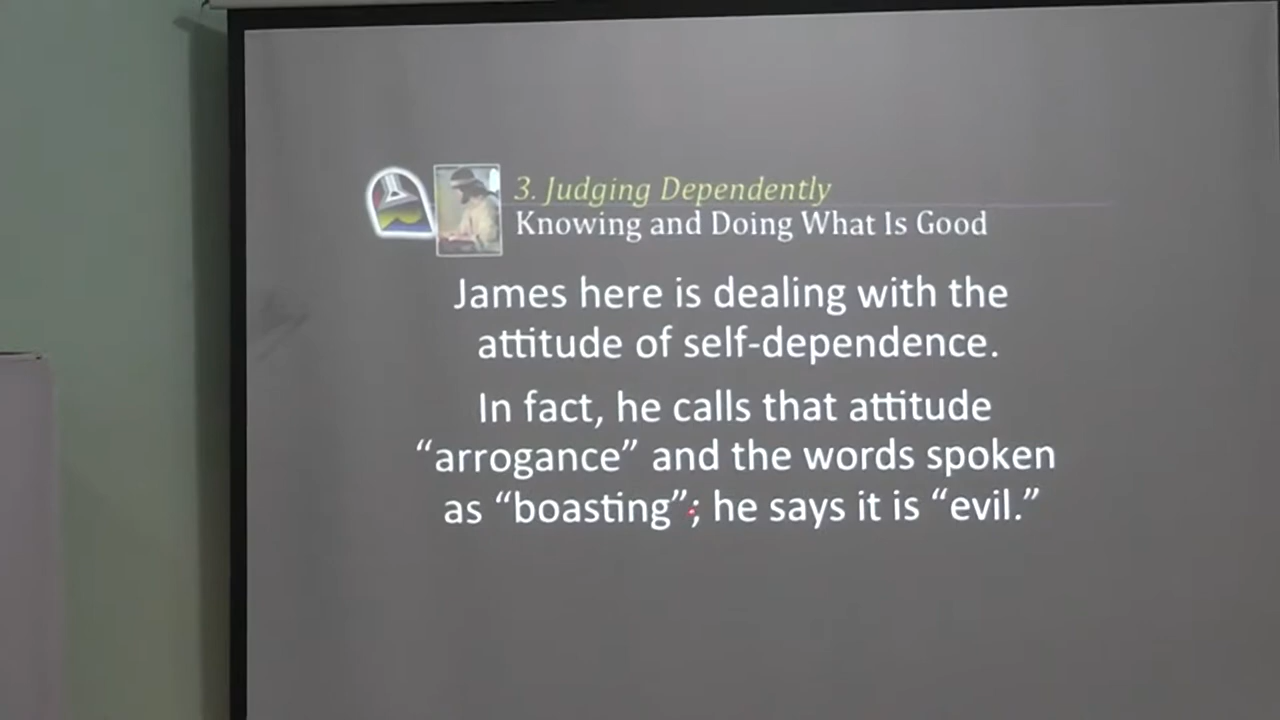 3. Judging Dependently
Knowing and Doing What Is Good
James here is dealing with the
attitude of self-dependence.
In fact, he calls that attitude
“arrogance” and the words spoken
as “boasting”; he says it is “evil.”